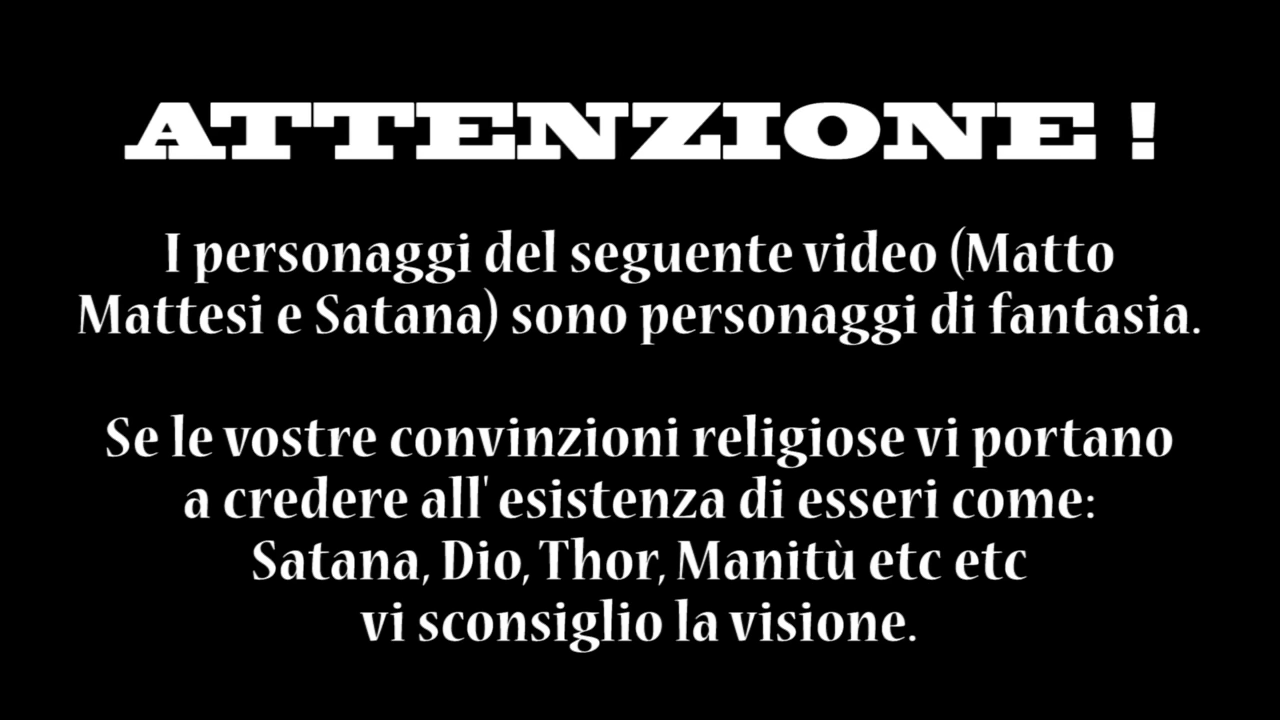 ATTENZIONE !
I personaggi del seguente video (Matto
Mattesi e Satana) sono personaggi di fantasia.
Se le vostre convinzioni religiose vi portano
a credere all' esistenza di esseri come:
Satana, Dio, Thor, Manitù etc etc
vi sconsiglio la visione.